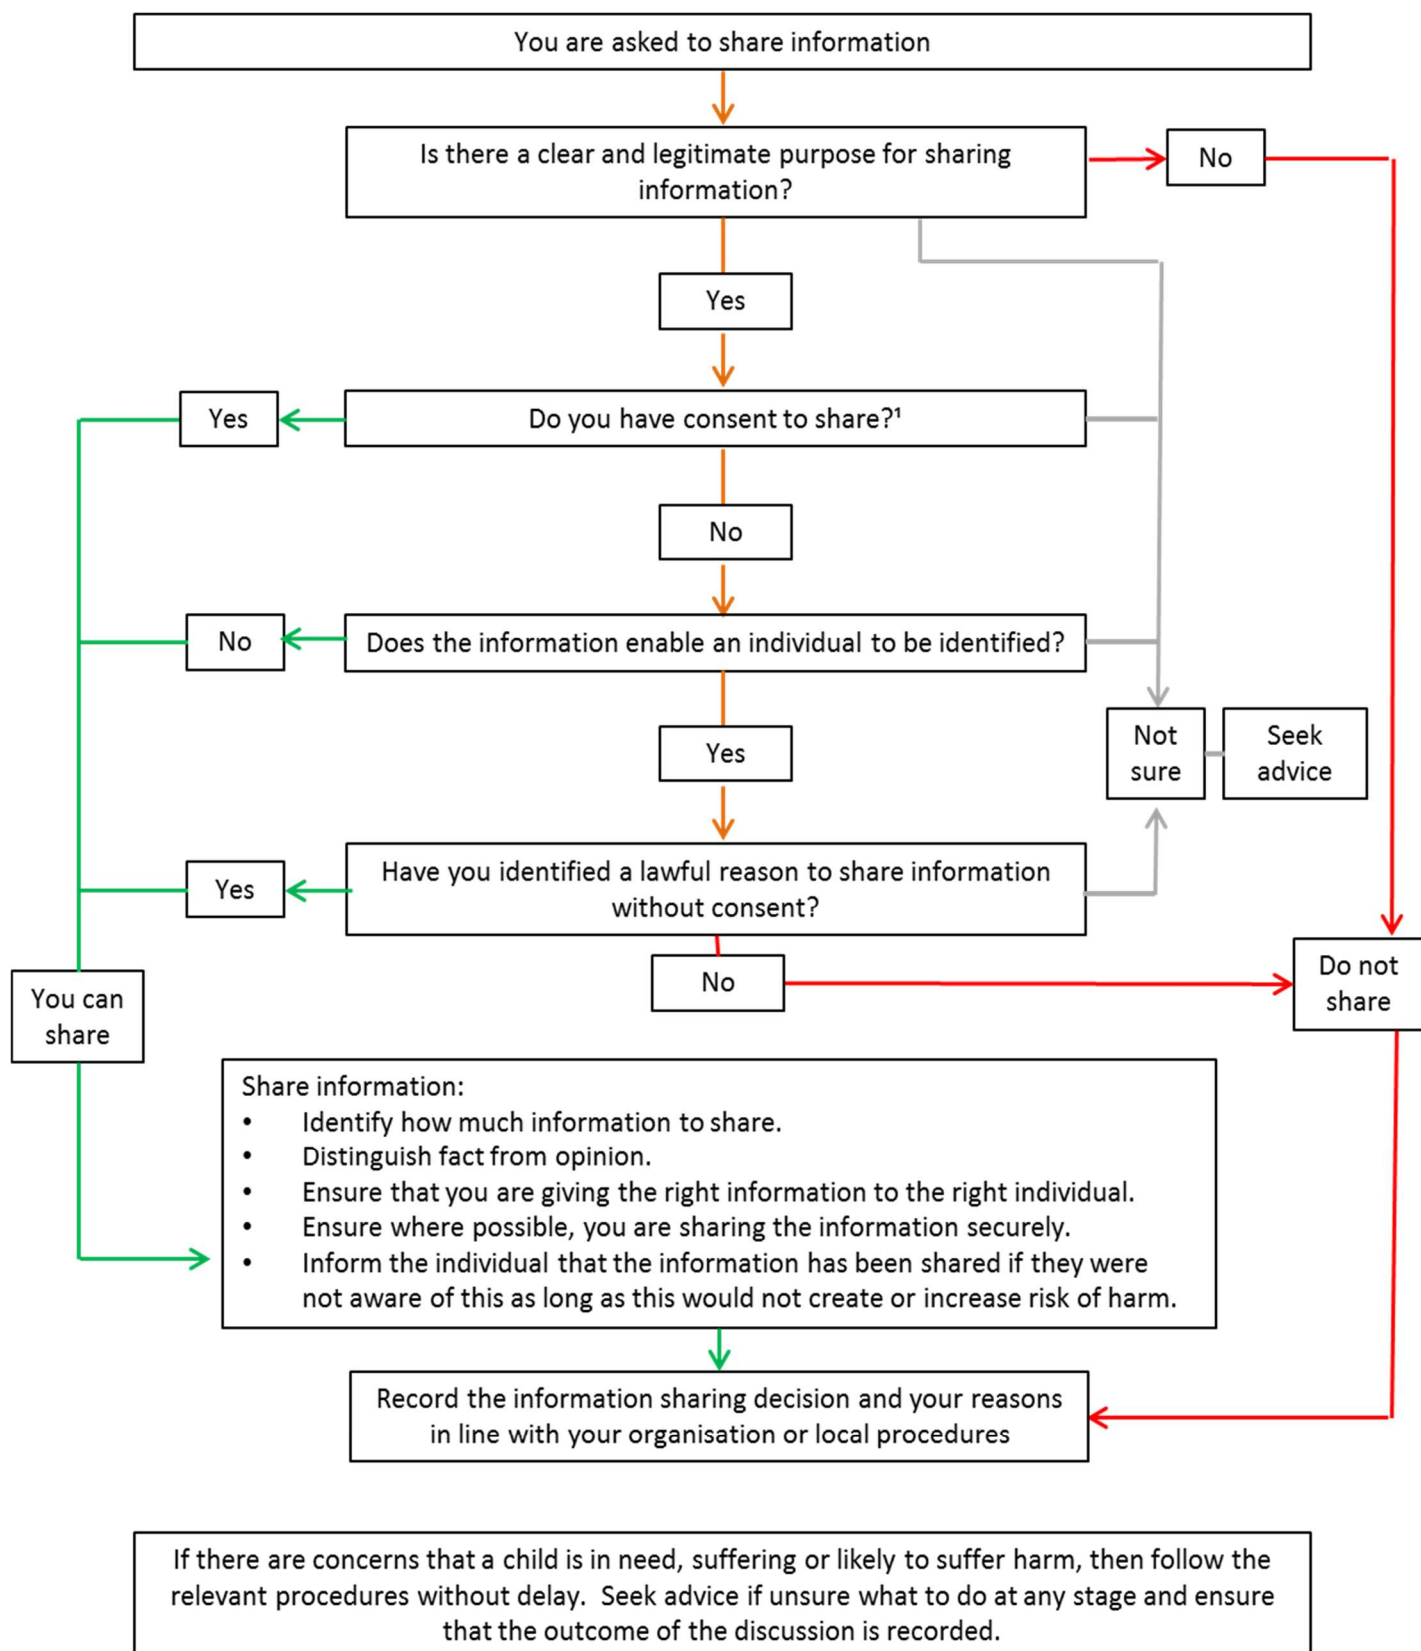 You are asked to share information
Is there a clear and legitimate purpose for sharing
information?
No
Yes
Yes
Do you have consent to share?¹
No
No
Does the information enable an individual to be identified?
Yes
Not
sure
Seek
advice
Yes
Have you identified a lawful reason to share information
without consent?
No
Do not
share
You can
share
Share information:
• Identify how much information to share.
• Distinguish fact from opinion.
• Ensure that you are giving the right information to the right individual.
• Ensure where possible, you are sharing the information securely.
• Inform the individual that the information has been shared if they were
not aware of this as long as this would not create or increase risk of harm.
Record the information sharing decision and your reasons
in line with your organisation or local procedures
If there are concerns that a child is in need, suffering or likely to suffer harm, then follow the
relevant procedures without delay.  Seek advice if unsure what to do at any stage and ensure
that the outcome of the discussion is recorded.